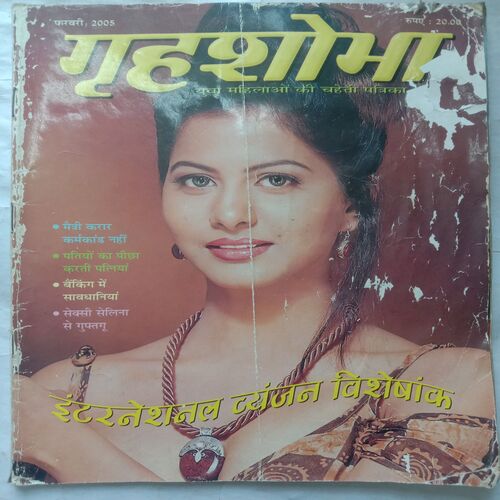 फरवरी, 2005
रूपए : 20.00
गृहशोभा
युवा महिलाओं की चहेती पत्रिका
• मैत्री करार
कर्मकांड नहीं
• पतियों का पीछा
करती पत्नियां
• बैंकिंग में
सावधानियां
• सेक्सी सेलिना
से गुफ्तगू
इंटरनेशनल व्यंजन विशेषांक